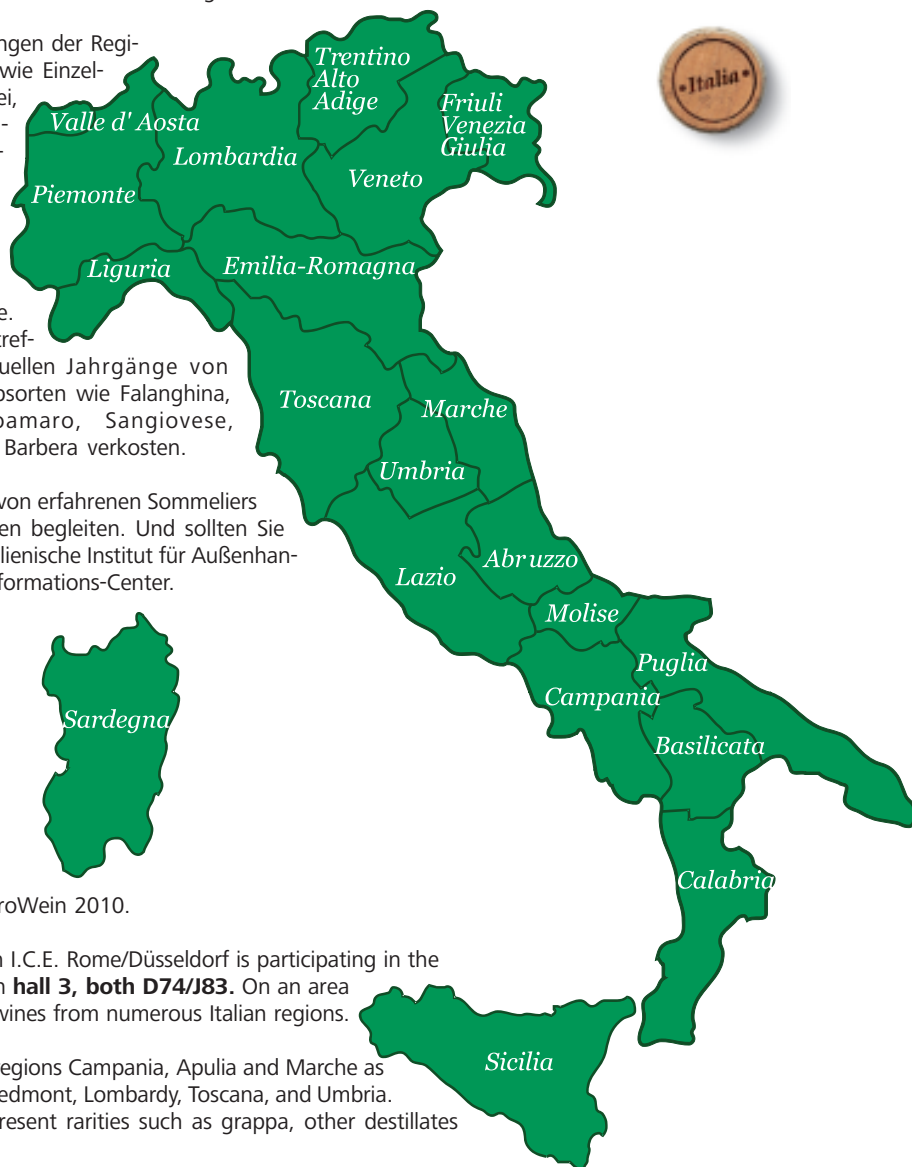 ngen der Regi-
wie Einzel-
ei,
-
-
e.
ref-
uellen Jahrgänge von
bsorten wie Falanghina,
oamaro, Sangiovese,
Barbera verkosten.
von erfahrenen Sommeliers
en begleiten. Und sollten Sie
lienische Institut für Außenhan-
formations-Center.
•Italia•
Trentino
Alto
Adige
Friuli
Venezia
Giulia
Valle d' Aosta
Lombardia
Veneto
Piemonte
Liguria
Emilia-Romagna
Toscana
Marche
Umbria
Abruzzo
Lazio
Molise
Puglia
Campania
Sardegna
Basilicata
Calabria
Sicilia
roWein 2010.
n I.C.E. Rome/Düsseldorf is participating in the
n hall 3, both D74/J83. On an area
wines from numerous Italian regions.
regions Campania, Apulia and Marche as
edmont, Lombardy, Toscana, and Umbria.
resent rarities such as grappa, other destillates